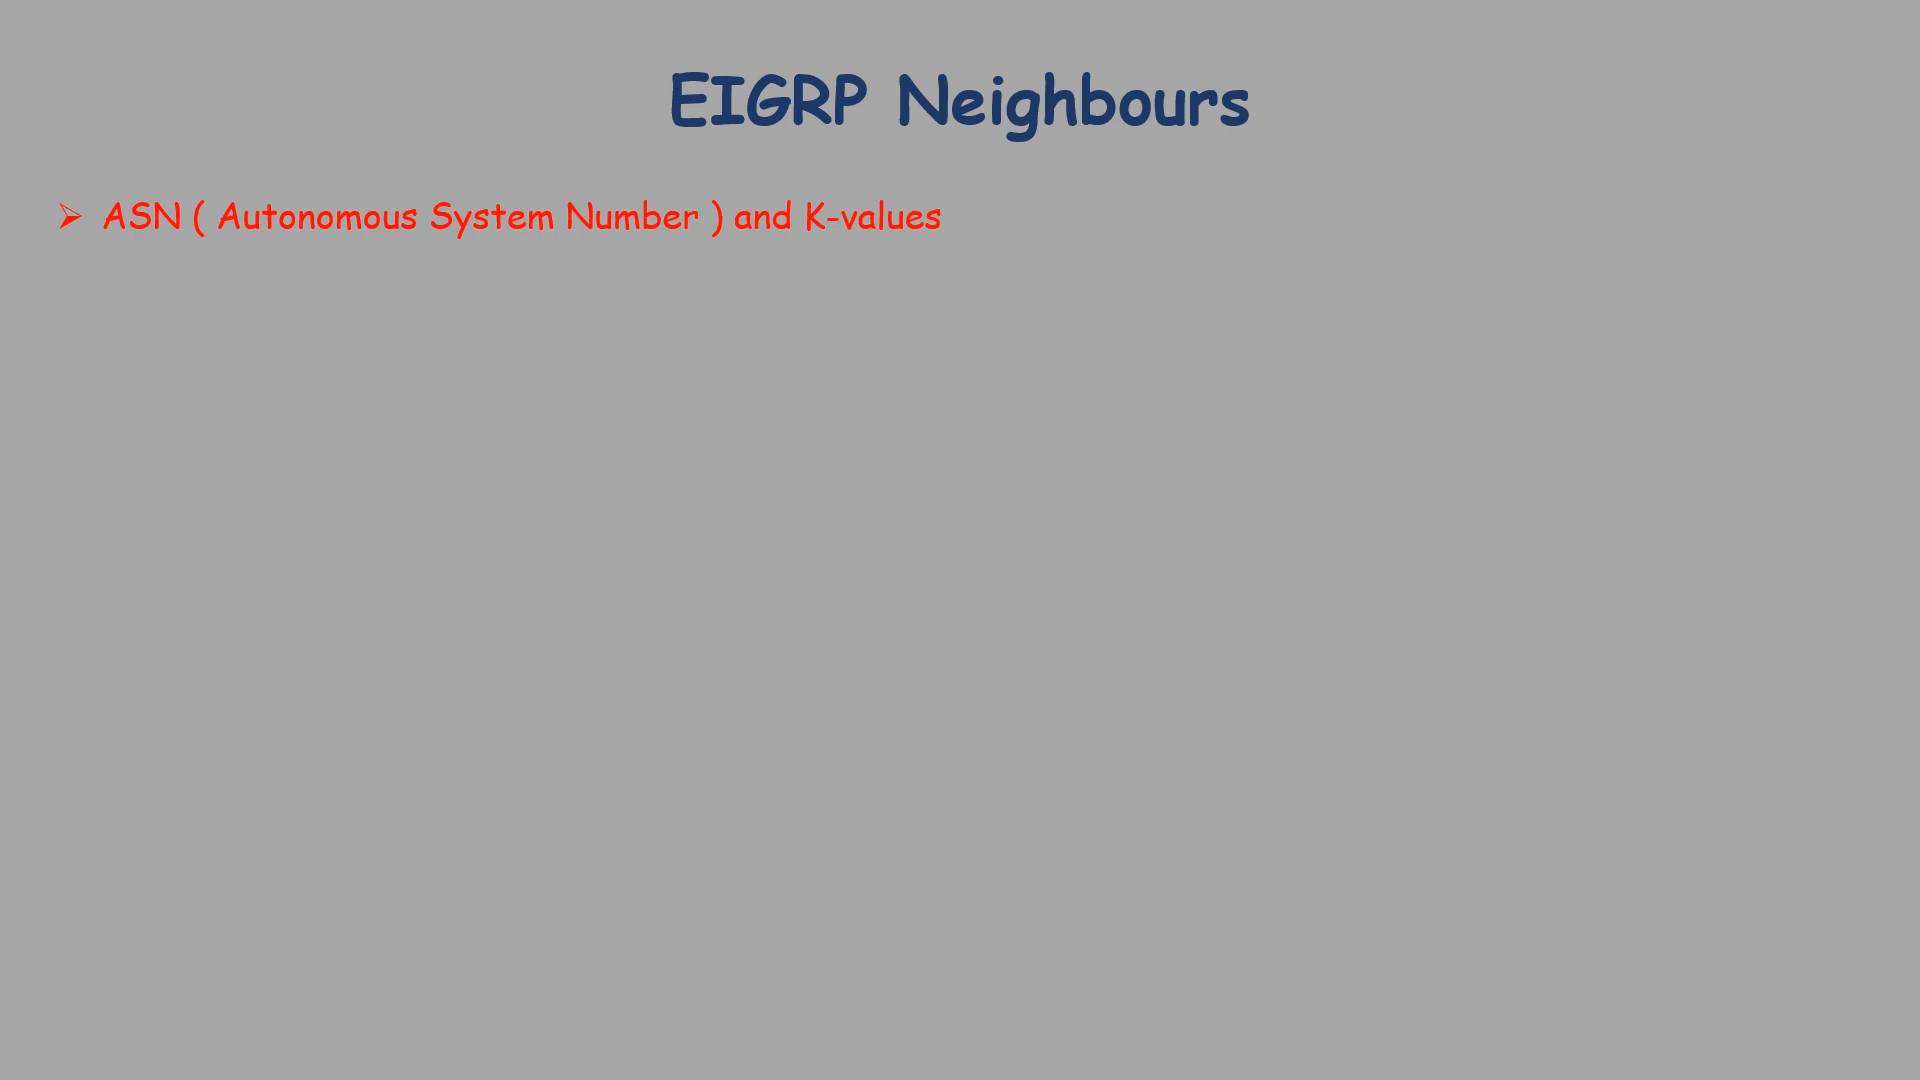 EIGRP Neighbours
➢ ASN ( Autonomous System Number ) and K-values